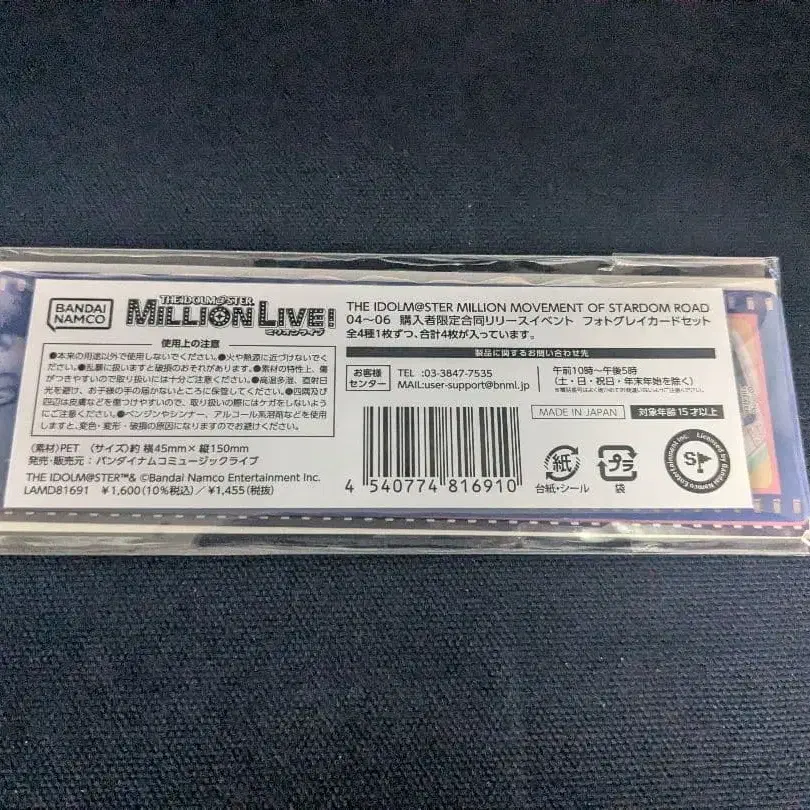 BANDAI
NAMCO
THE IDOLM@STER
MILLION LIVE!
ミリオンライブ!
使用上の注意
●本来の用途以外で使用しないでください。●火や熱源に近づけないでく
ださい。●乱暴に扱いますと破損のおそれがあります。●素材の特性上、傷
がつきやすいので取り扱いには十分ご注意ください。●高温多湿、直射日
光を避け、お子様の手の届かないところに保管してください。●四隅及び
四辺は皮膚などを傷つけやすいので、取り扱いの際にはケガをしないよう
にご注意ください。●ベンジンやシンナー、アルコール系溶剤などを使用
しますと、変色・変形・破損の原因になりますのでお避けください。
〈素材〉PET 〈サイズ〉約 横45mm×縦150mm
発売・販売元:バンダイナムコミュージックライブ
THE IDOLM@STER™& ©Bandai Namco Entertainment Inc.
LAMD81691 ¥1,600(10%税込)/¥1,455(税抜)
THE IDOLM@STER MILLION MOVEMENT OF STARDOM ROAD
04~06 購入者限定合同リリースイベント フォトグレイカードセット
全4種1枚ずつ、合計4枚が入っています。
製品に関するお問い合わせ先
お客様
センター
TEL :03-3847-7535
MAIL:user-support@bnml.jp
午前10時~午後5時
(土・日・祝日・年末年始を除く)
MADE IN JAPAN
対象年齢15才以上
4 540774 816910
紙
台紙・シール
プラ
袋
Licensed by Bandai Namco Entertainment Inc.
S